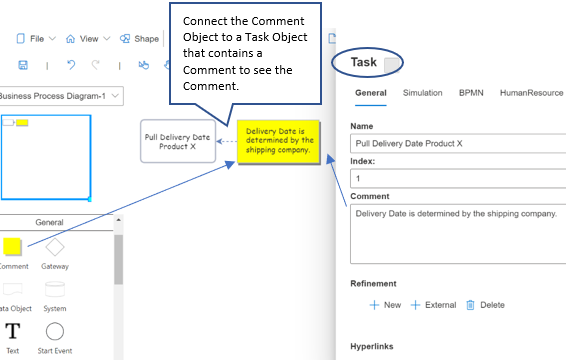 Connect the Comment
Object to a Task Object
that contains a
Comment to see the
Comment.
File
View
Shape
Business Process Diagram-1
Pull Delivery Date
Product X
Delivery Date is
determined by the
shipping company.
General
Comment
Gateway
Data Object
System
Text
Start Event
Task
General
Simulation
BPMN
HumanResource
Name
Pull Delivery Date Product X
Index:
1
Comment
Delivery Date is determined by the shipping company.
Refinement
New
External
Delete
Hyperlinks